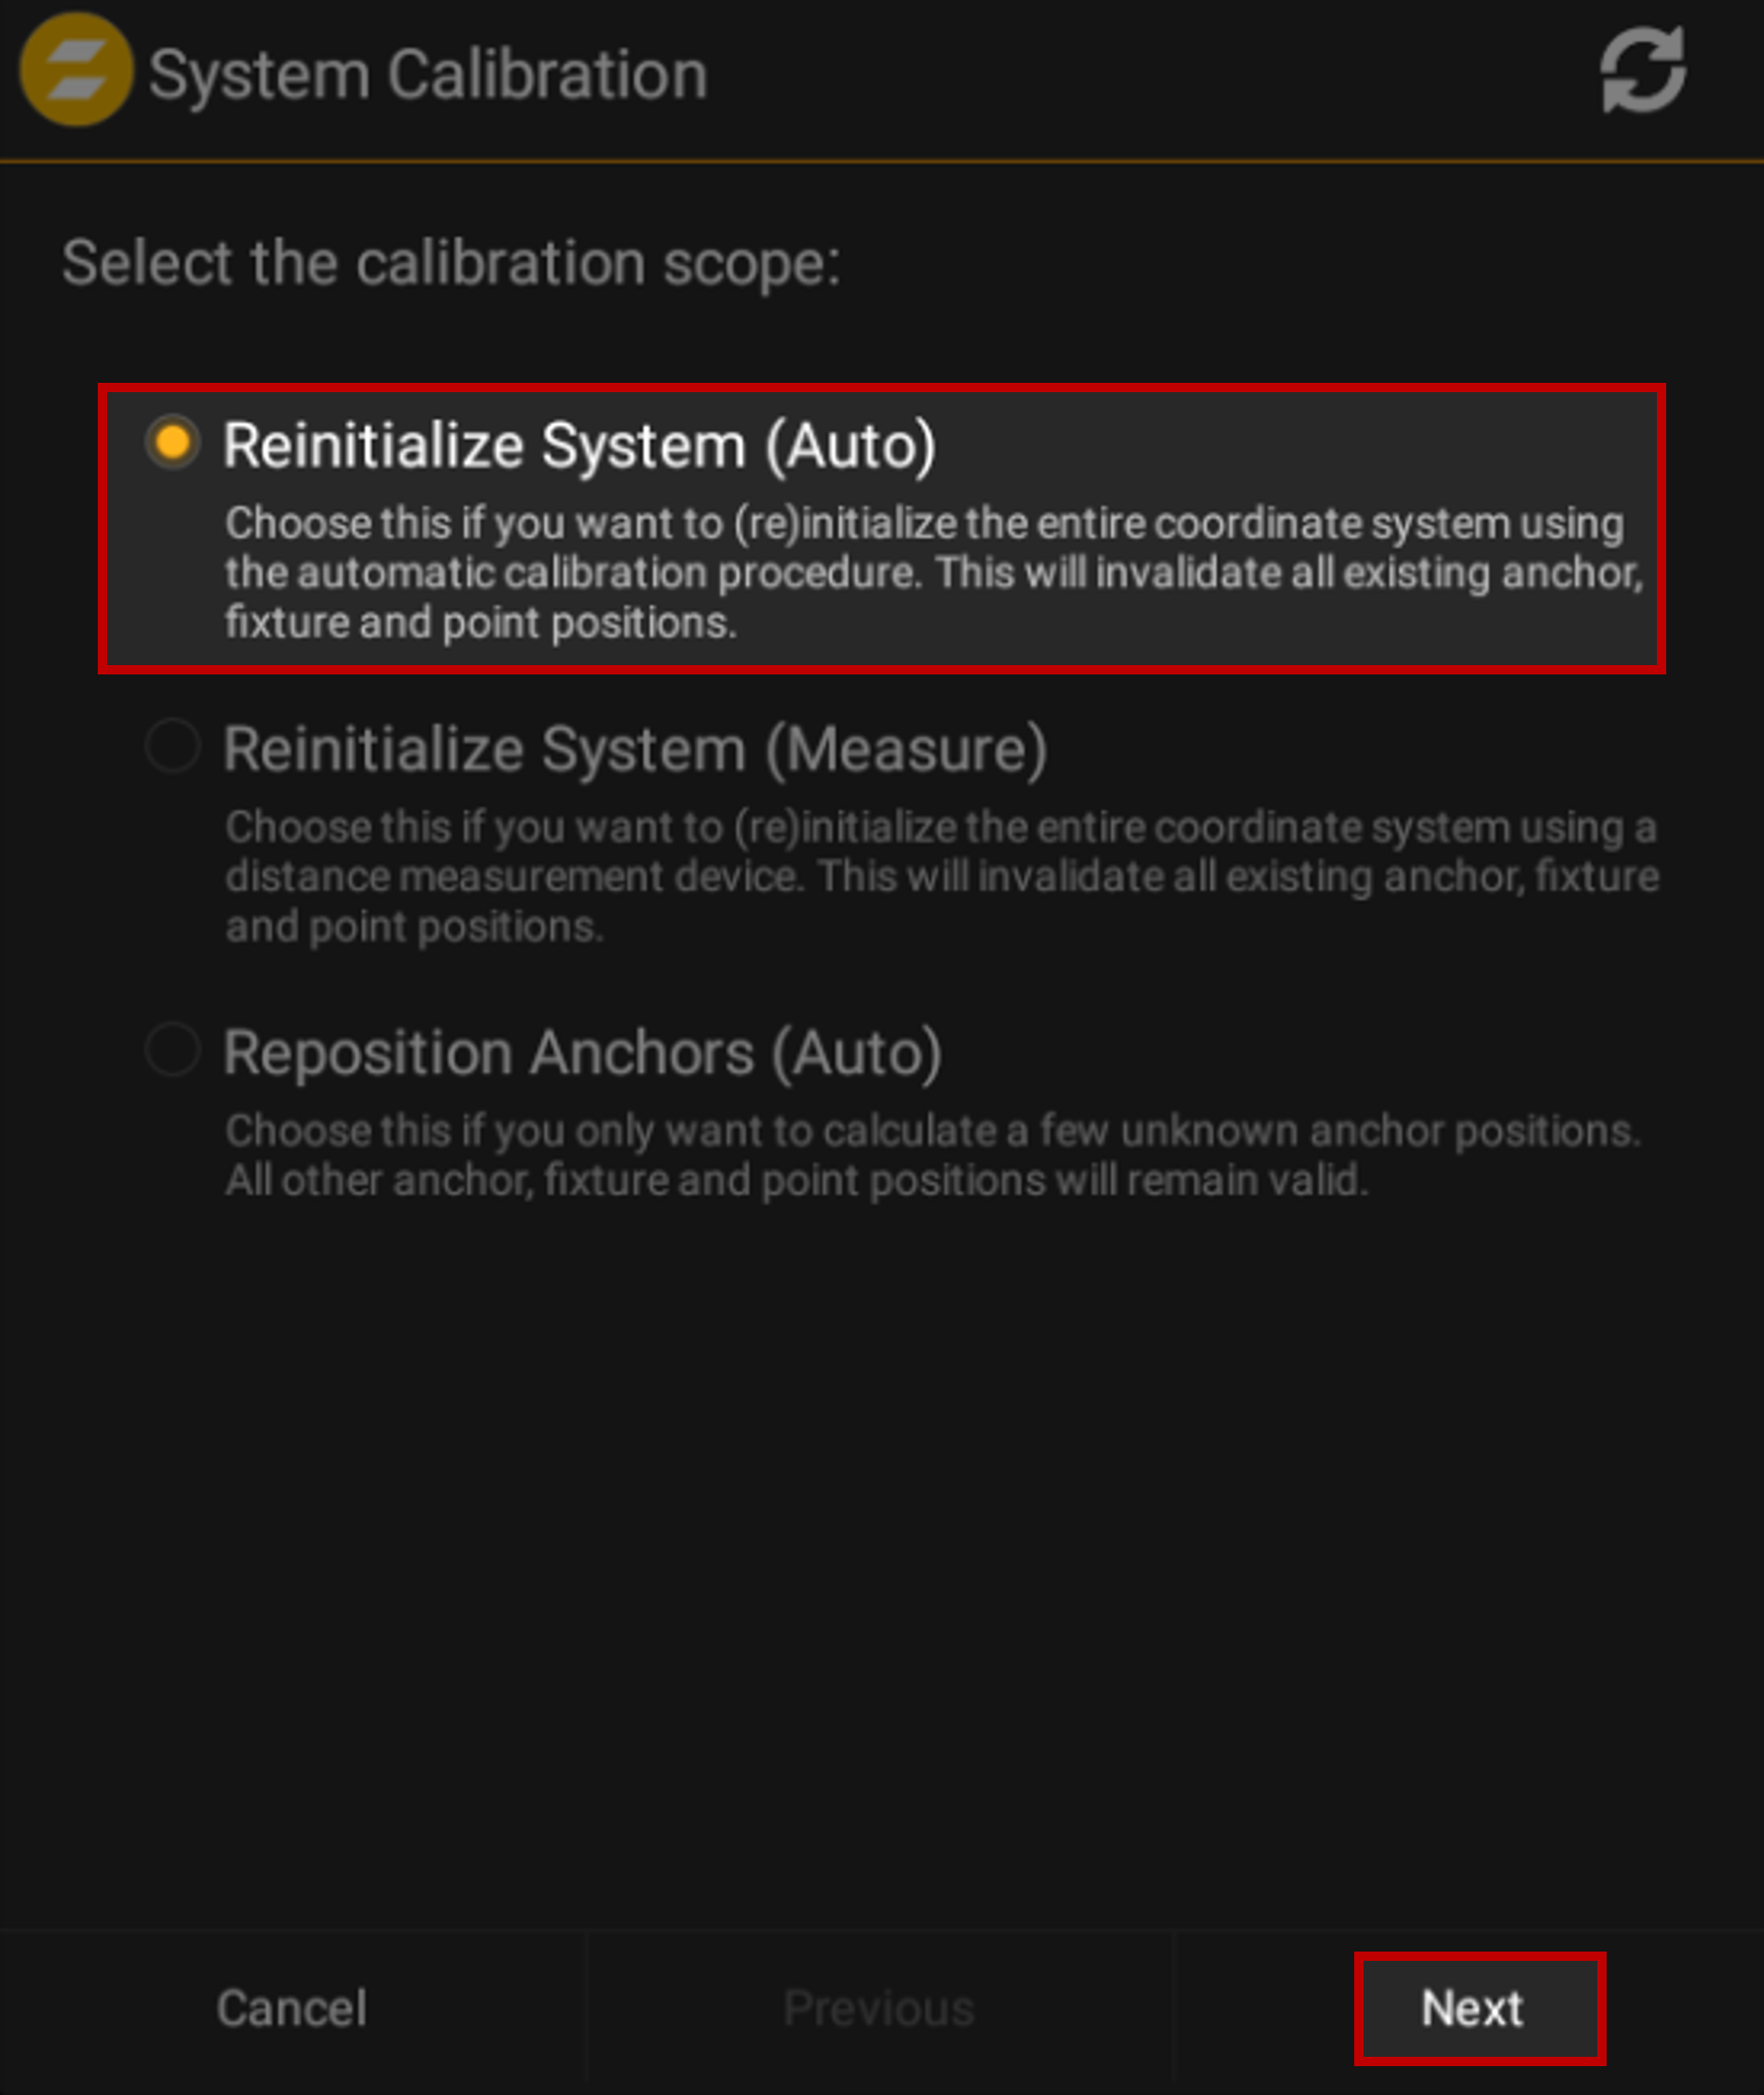 System Calibration
Select the calibration scope:
Reinitialize System (Auto)
Choose this if you want to (re)initialize the entire coordinate system using
the automatic calibration procedure. This will invalidate all existing anchor,
fixture and point positions.
Reinitialize System (Measure)
Choose this if you want to (re)initialize the entire coordinate system using a
distance measurement device. This will invalidate all existing anchor, fixture
and point positions.
Reposition Anchors (Auto)
Choose this if you only want to calculate a few unknown anchor positions.
All other anchor, fixture and point positions will remain valid.
Cancel
Previous
Next